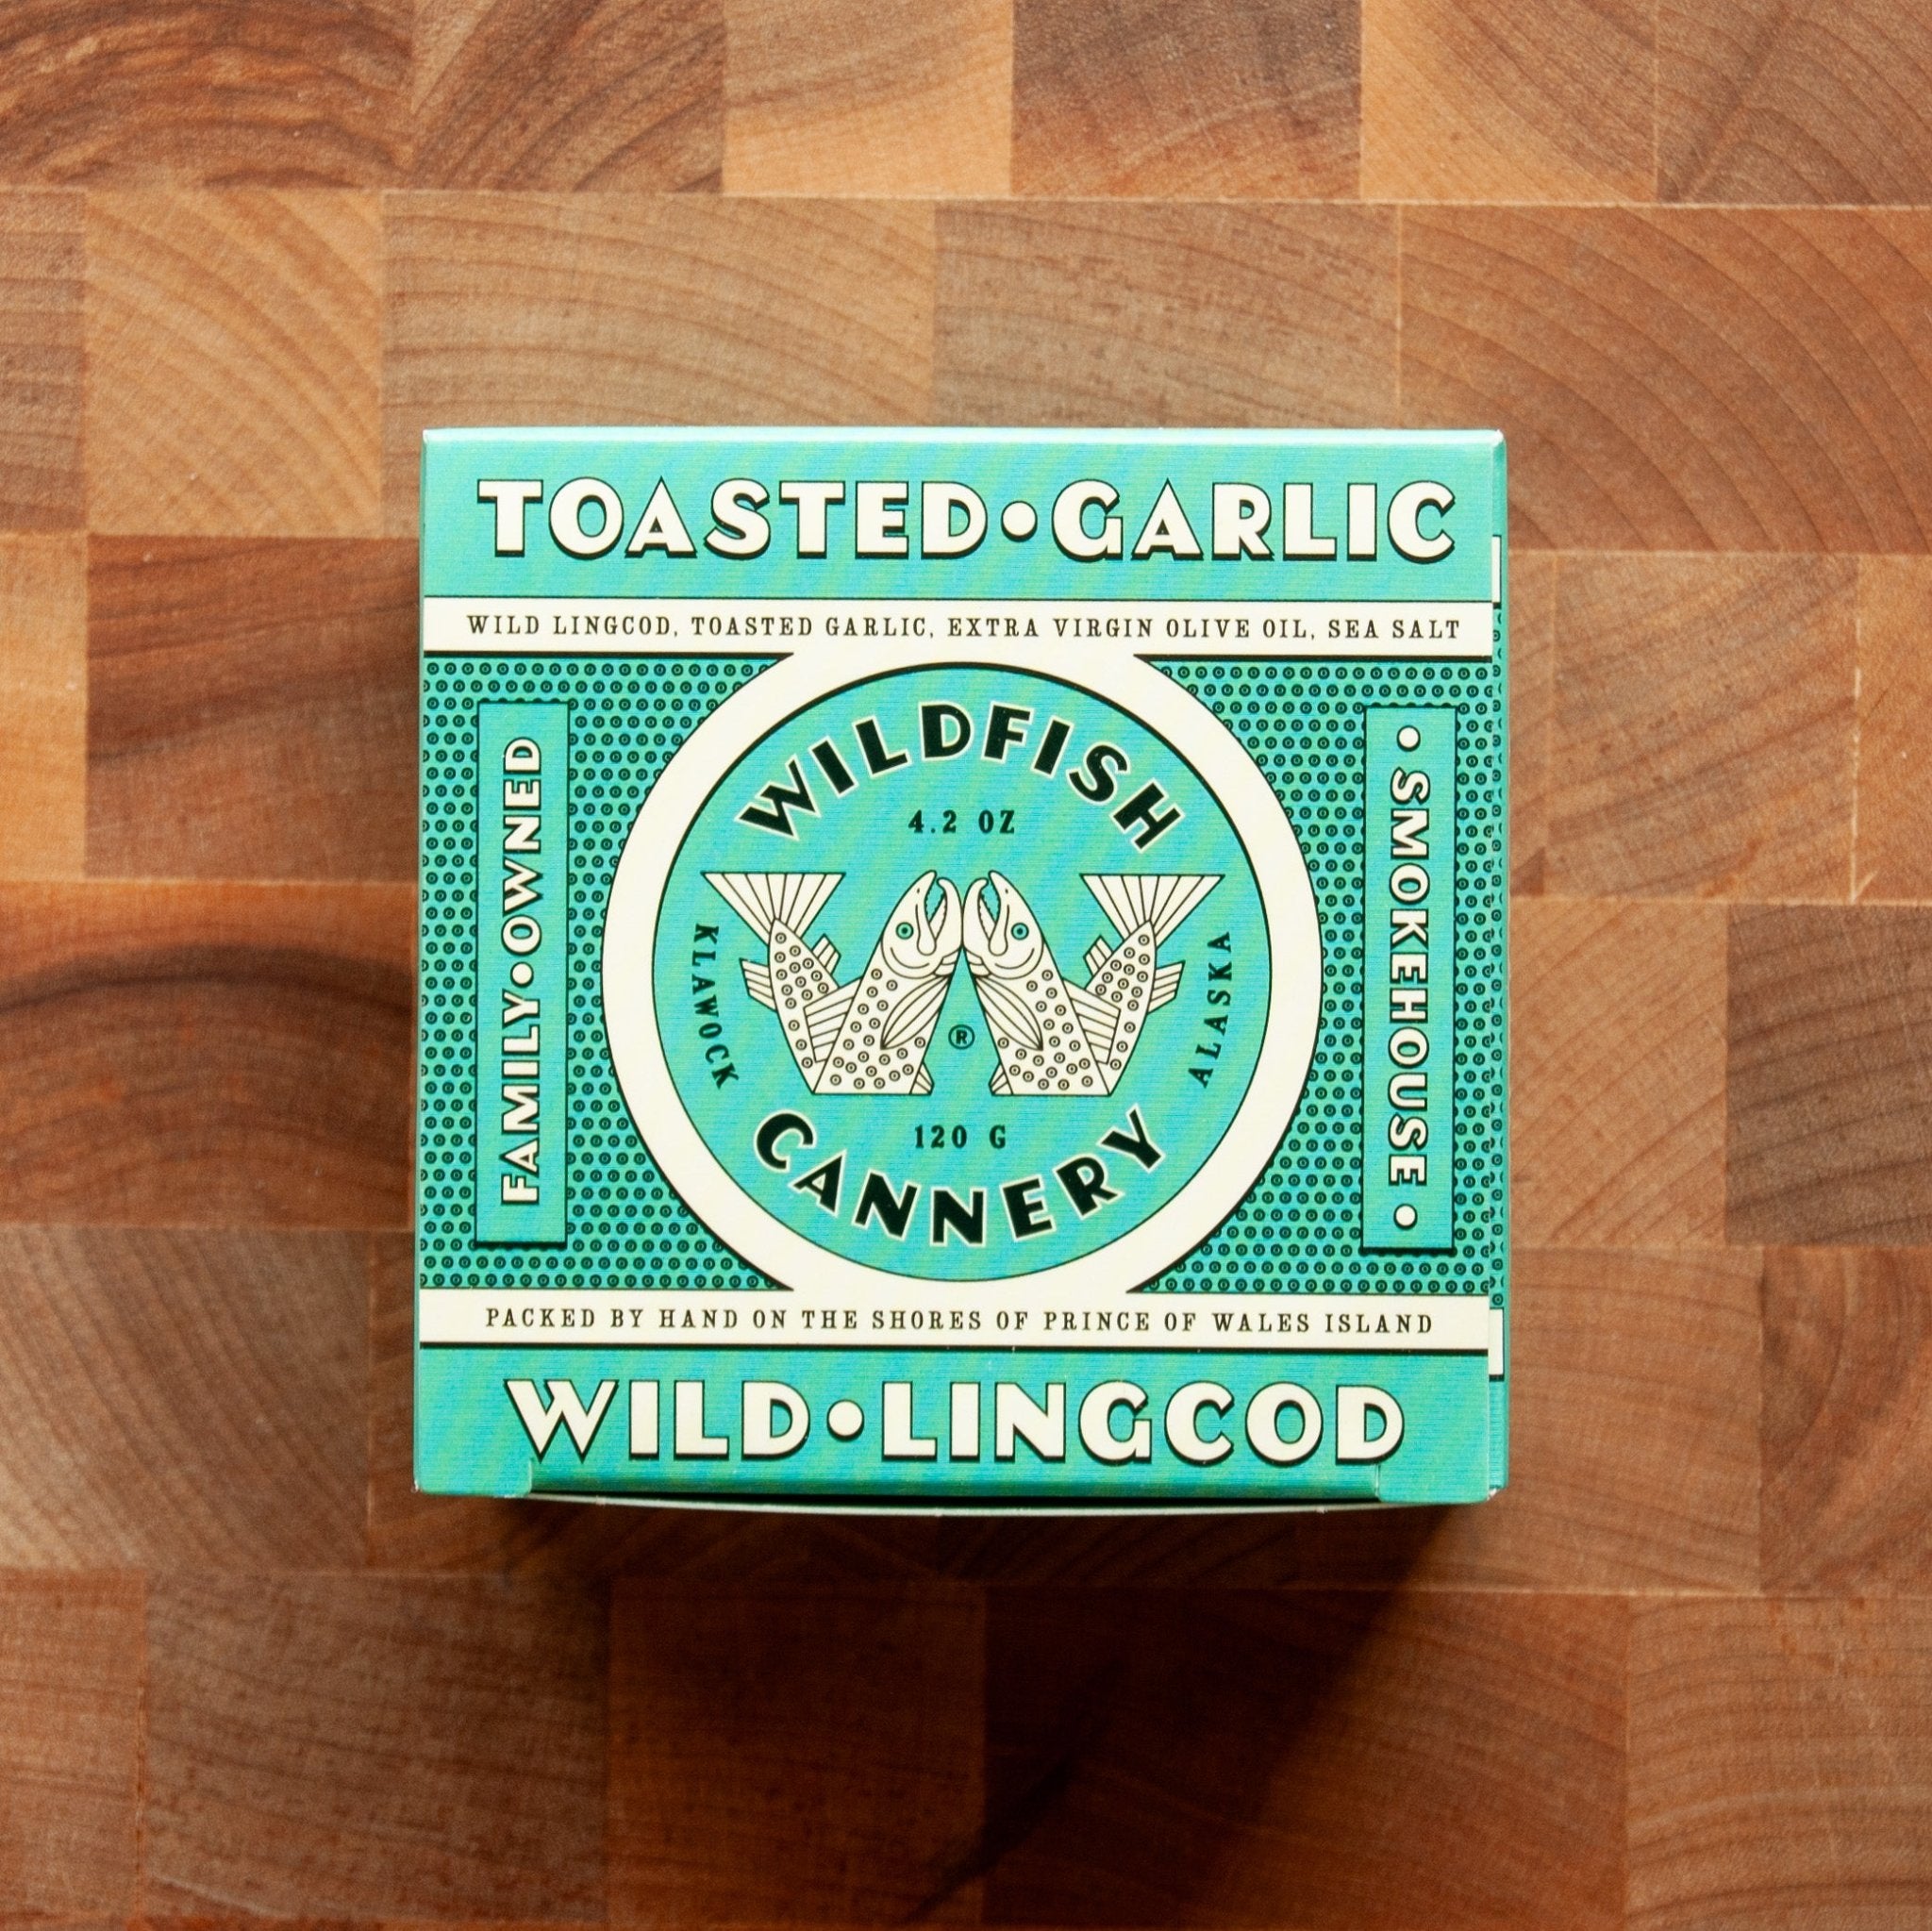 TOASTED•GARLIC
WILD LINGCOD, TOASTED GARLIC, EXTRA VIRGIN OLIVE OIL, SEA SALT
FAMILY•OWNED
WILDFISH
4.2 OZ
KLAWOCK
ALASKA
®
120 G
CANNERY
• SMOKEHOUSE •
PACKED BY HAND ON THE SHORES OF PRINCE OF WALES ISLAND
WILD•LINGCOD